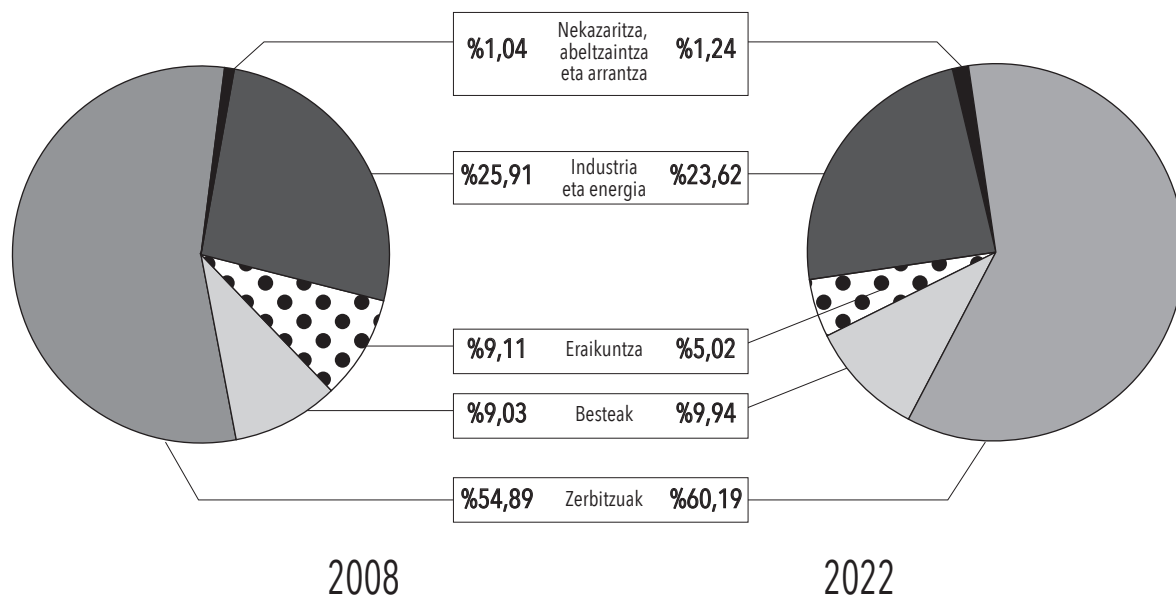 %1,04 Nekazaritza, abeltzaintza eta arrantza %1,24
%25,91 Industria eta energia %23,62
%9,11 Eraikuntza %5,02
%9,03 Besteak %9,94
%54,89 Zerbitzuak %60,19
2008 2022